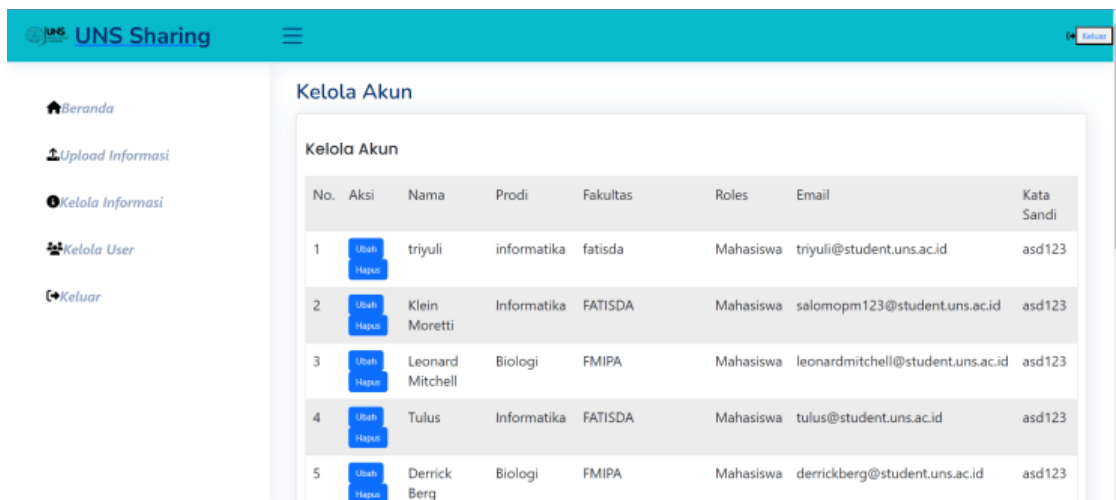 UNS UNS Sharing
Keluar
Beranda
Upload Informasi
Kelola Informasi
Kelola User
Keluar
Kelola Akun
Kelola Akun
No. Aksi Nama Prodi Fakultas Roles Email Kata
Sandi
1 Ubah triyuli informatika fatisda Mahasiswa triyuli@student.uns.ac.id asd123
Hapus
2 Ubah Klein Informatika FATISDA Mahasiswa salomopm123@student.uns.ac.id asd123
Hapus Moretti
3 Ubah Leonard Biologi FMIPA Mahasiswa leonardmitchell@student.uns.ac.id asd123
Hapus Mitchell
4 Ubah Tulus Informatika FATISDA Mahasiswa tulus@student.uns.ac.id asd123
Hapus
5 Ubah Derrick Biologi FMIPA Mahasiswa derrickberg@student.uns.ac.id asd123
Hapus Berg